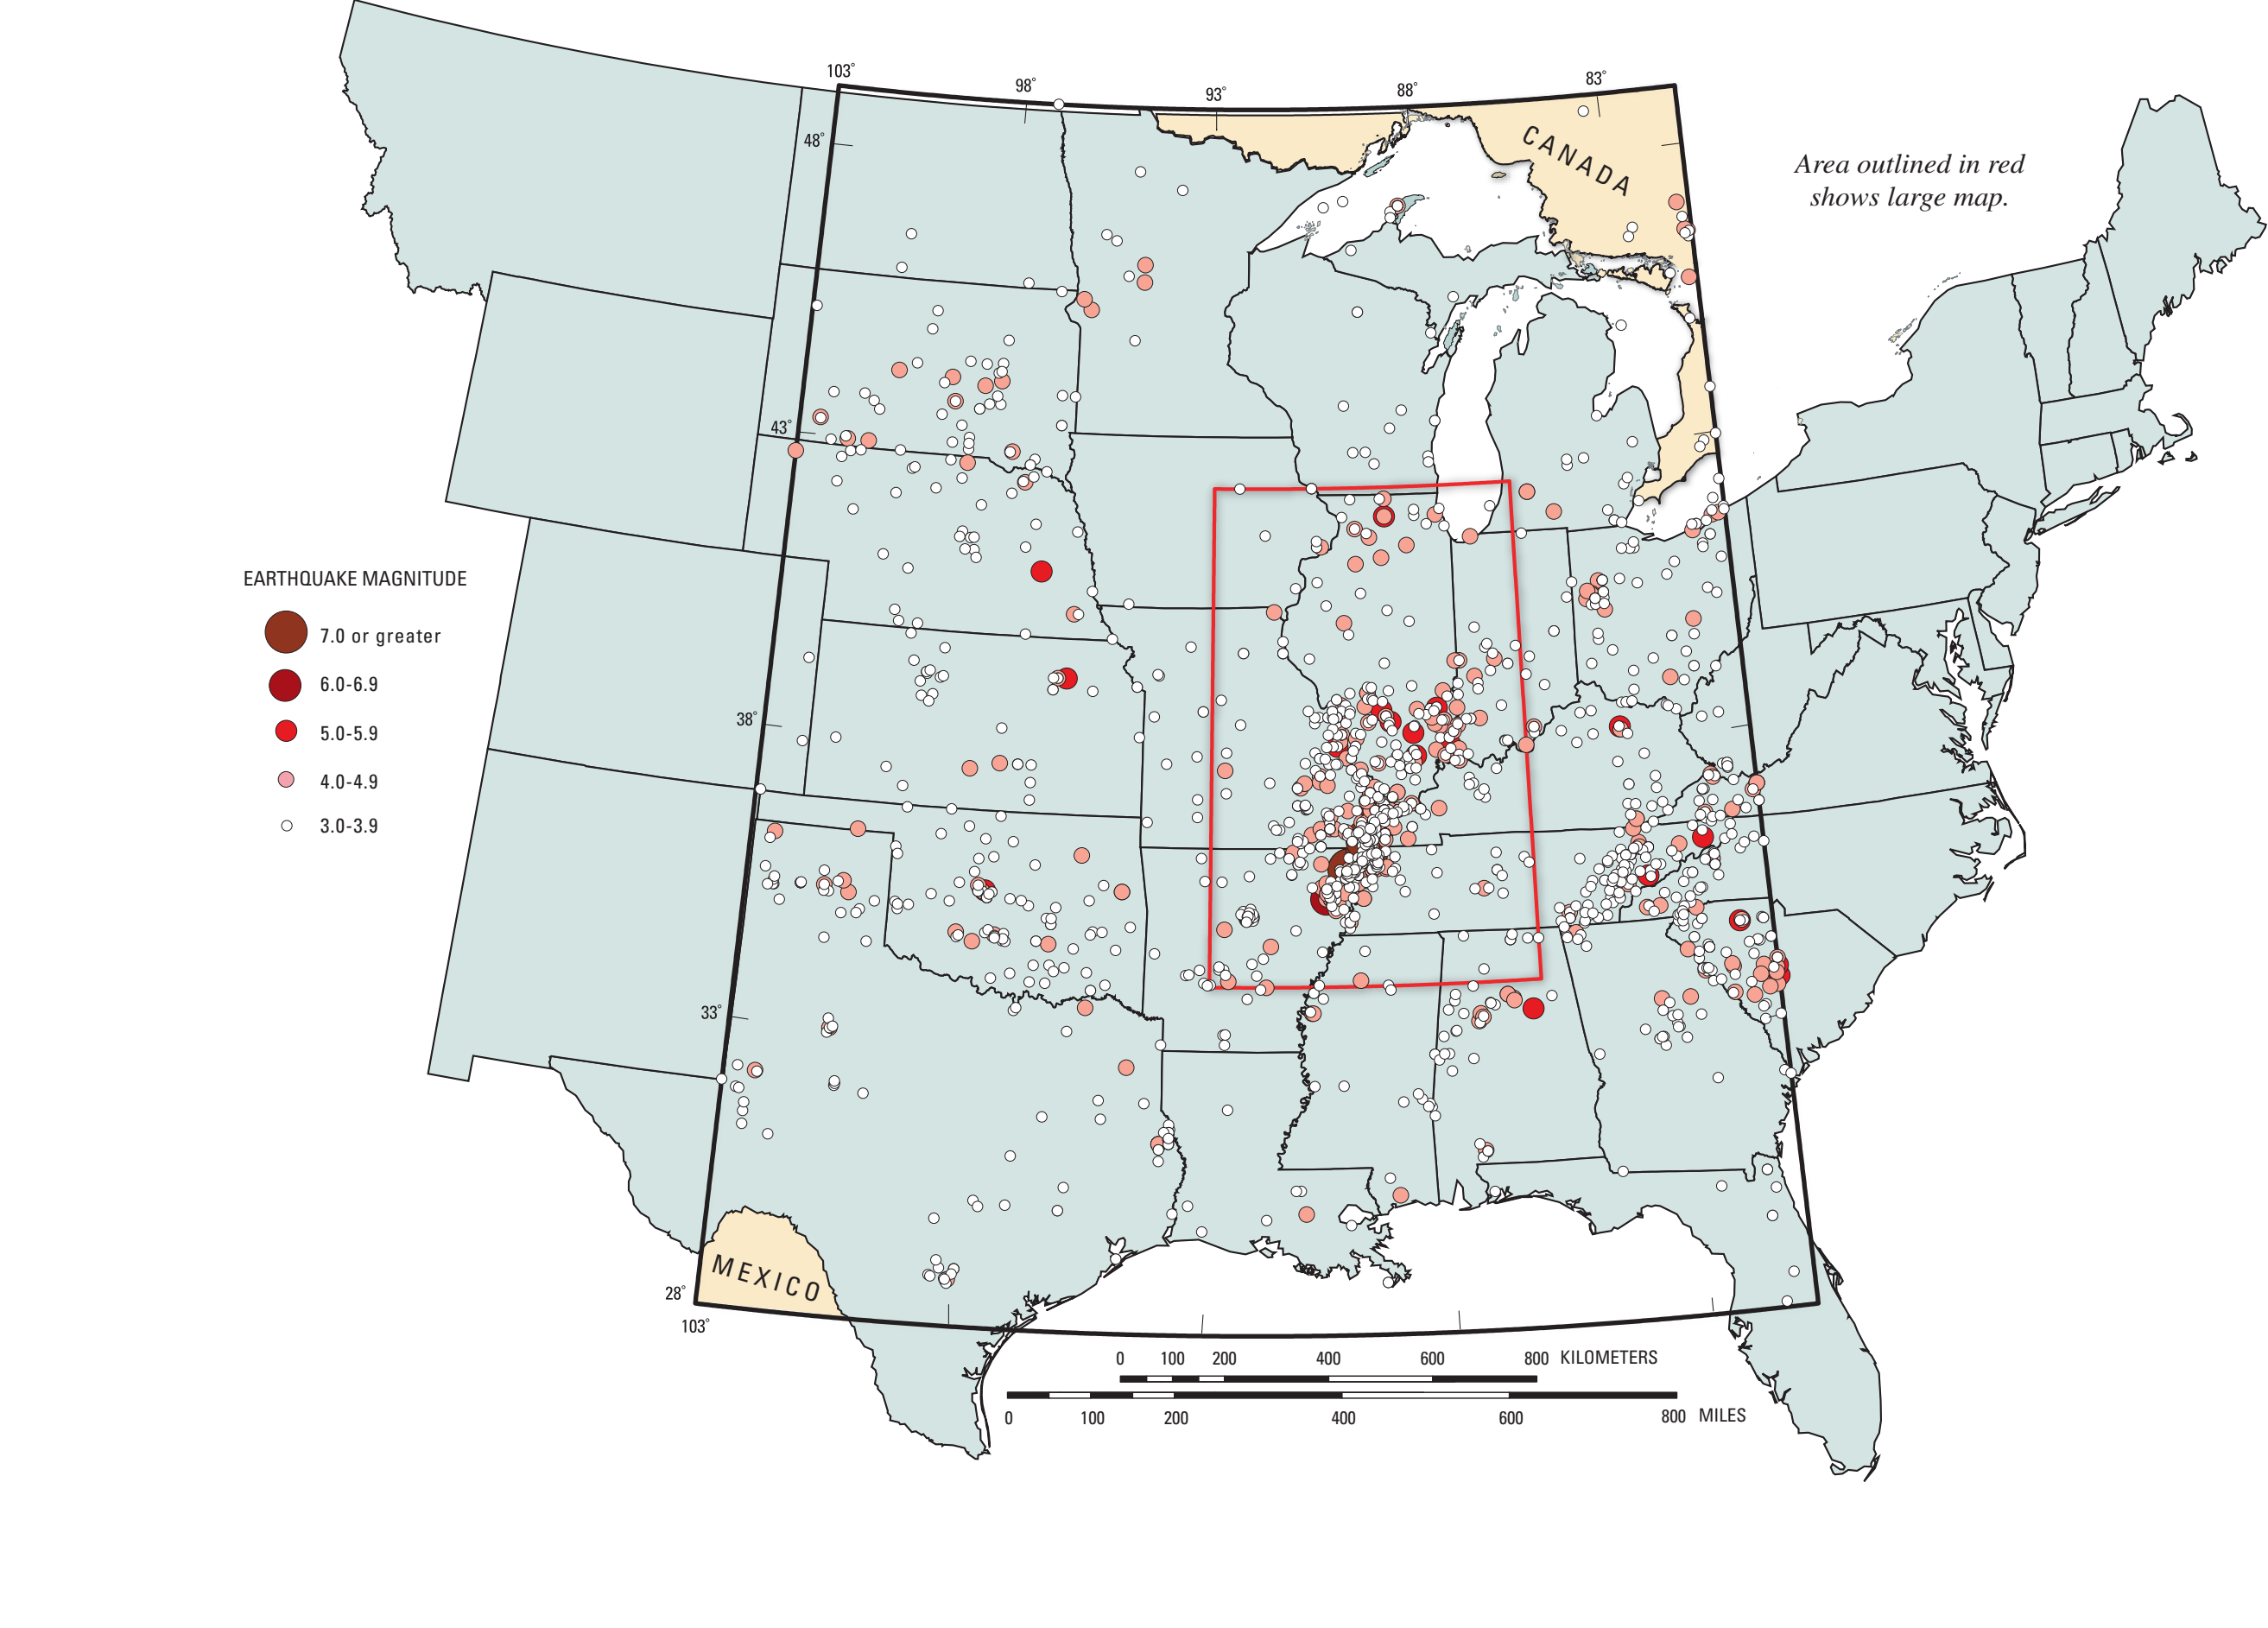 103°
98°
93°
88°
83°
48°
CANADA
Area outlined in red
shows large map.
43°
EARTHQUAKE MAGNITUDE
7.0 or greater
6.0-6.9
5.0-5.9
4.0-4.9
3.0-3.9
38°
33°
MEXICO
28°
103°
0 100 200 400 600 800 KILOMETERS
0 100 200 400 600 800 MILES